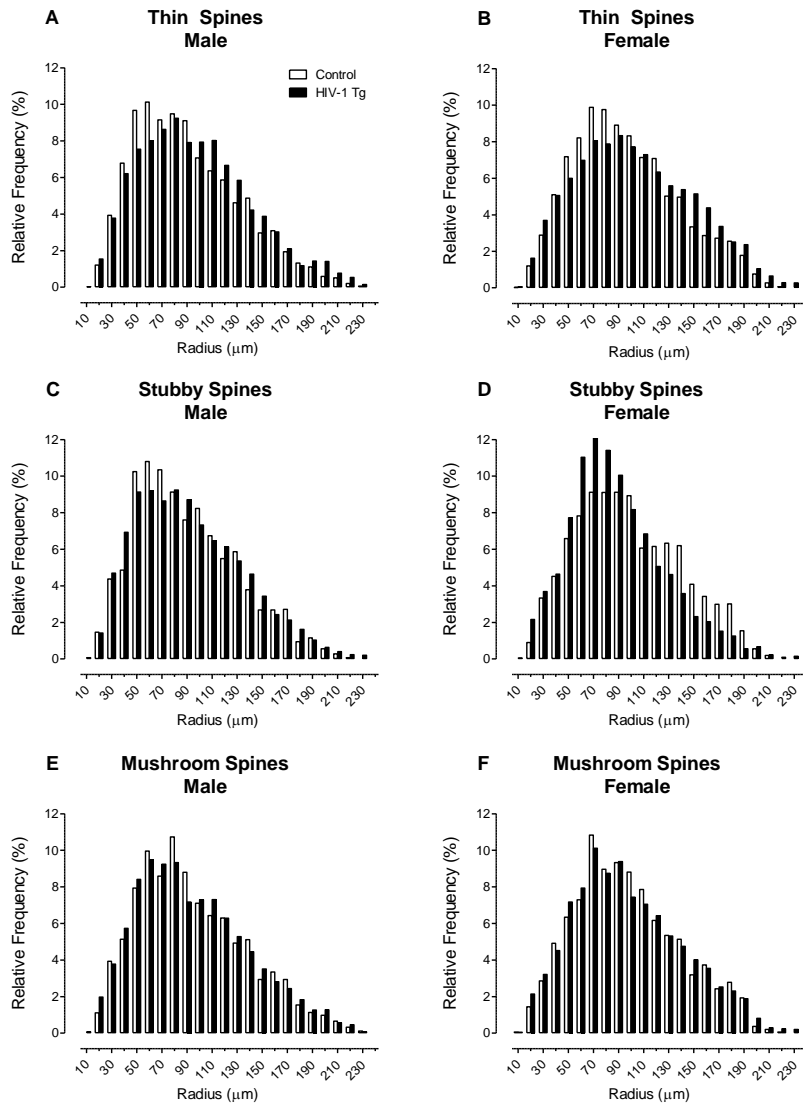 A
Thin Spines
Male
Relative Frequency (%)
12
10
8
6
4
2
0
Control
HIV-1 Tg
10 30 50 70 90 110 130 150 170 190 210 230
Radius (μm)
B
Thin Spines
Female
Relative Frequency (%)
12
10
8
6
4
2
0
10 30 50 70 90 110 130 150 170 190 210 230
Radius (μm)
C
Stubby Spines
Male
Relative Frequency (%)
12
10
8
6
4
2
0
10 30 50 70 90 110 130 150 170 190 210 230
Radius (μm)
D
Stubby Spines
Female
Relative Frequency (%)
12
10
8
6
4
2
0
10 30 50 70 90 110 130 150 170 190 210 230
Radius (μm)
E
Mushroom Spines
Male
Relative Frequency (%)
12
10
8
6
4
2
0
10 30 50 70 90 110 130 150 170 190 210 230
Radius (μm)
F
Mushroom Spines
Female
Relative Frequency (%)
12
10
8
6
4
2
0
10 30 50 70 90 110 130 150 170 190 210 230
Radius (μm)